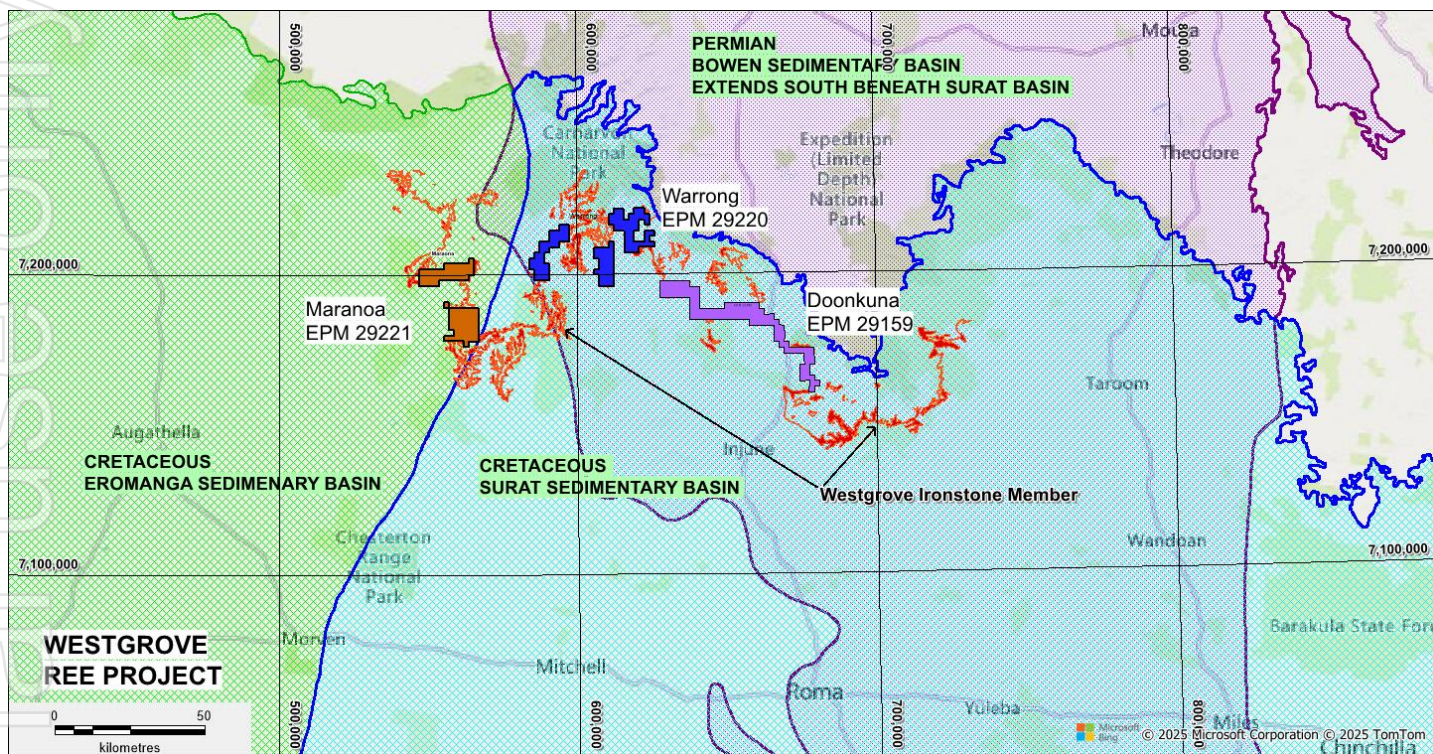 500,000
600,000
700,000
800,000
Moura
PERMIAN
BOWEN SEDIMENTARY BASIN
EXTENDS SOUTH BENEATH SURAT BASIN
Carnarvon
National
Park
Expedition
(Limited
Depth)
National
Park
Theodore
Warrong
EPM 29220
7,200,000
7,200,000
Maranoa
EPM 29221
Doonkuna
EPM 29159
Taroom
Augathella
Injune
CRETACEOUS
EROMANGA SEDIMENARY BASIN
CRETACEOUS
SURAT SEDIMENTARY BASIN
Westgrove Ironstone Member
Chesterton
Range
National
Park
Wandoan
7,100,000
7,100,000
Barakula State Fore
WESTGROVE
REE PROJECT
Morven
Mitchell
Roma
Yuleba
Miles
Chinchilla
0 50
kilometres
500,000
600,000
700,000
800,000
Microsoft
Bing
© 2025 Microsoft Corporation © 2025 TomTom